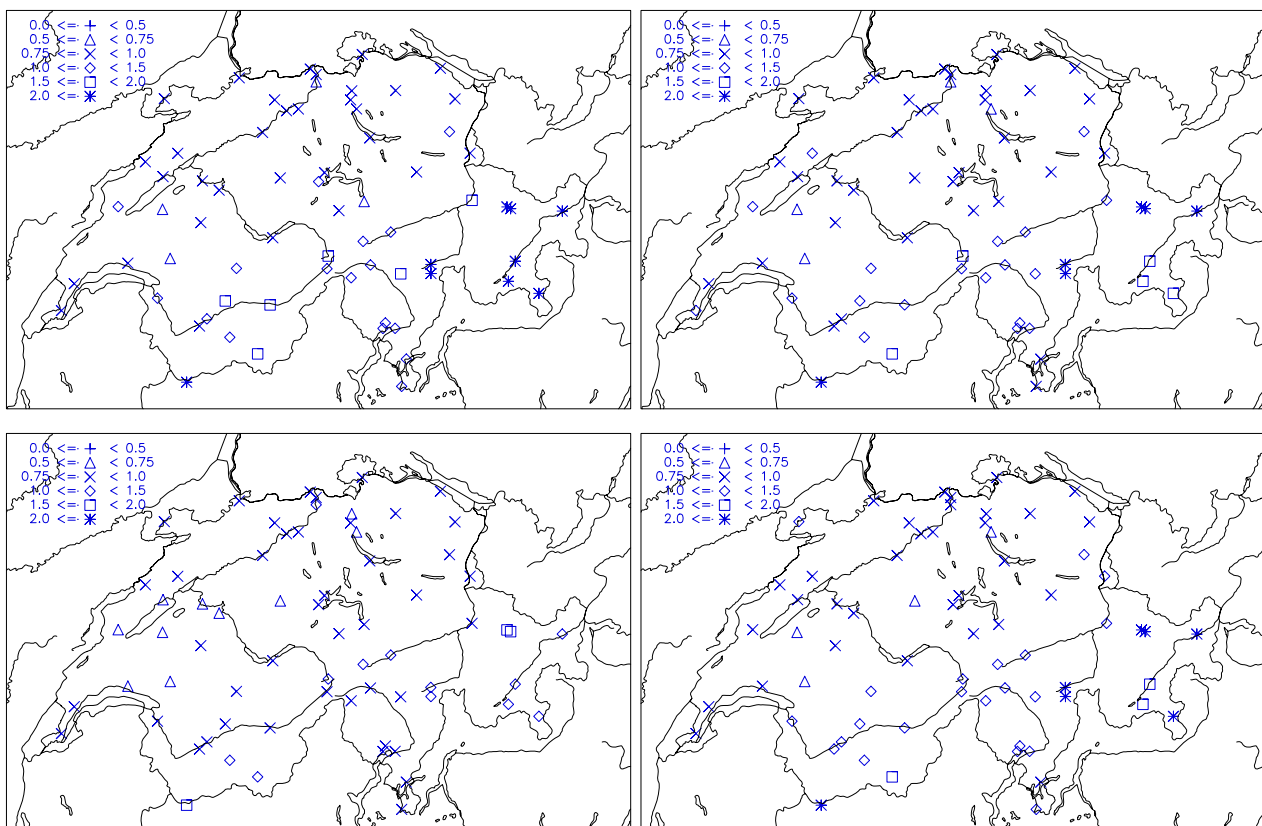 0.0 <= + < 0.5
0.5 <= △ < 0.75
0.75 <= × < 1.0
1.0 <= ◇ < 1.5
1.5 <= □ < 2.0
2.0 <= ✳
0.0 <= + < 0.5
0.5 <= △ < 0.75
0.75 <= × < 1.0
1.0 <= ◇ < 1.5
1.5 <= □ < 2.0
2.0 <= ✳
0.0 <= + < 0.5
0.5 <= △ < 0.75
0.75 <= × < 1.0
1.0 <= ◇ < 1.5
1.5 <= □ < 2.0
2.0 <= ✳
0.0 <= + < 0.5
0.5 <= △ < 0.75
0.75 <= × < 1.0
1.0 <= ◇ < 1.5
1.5 <= □ < 2.0
2.0 <= ✳